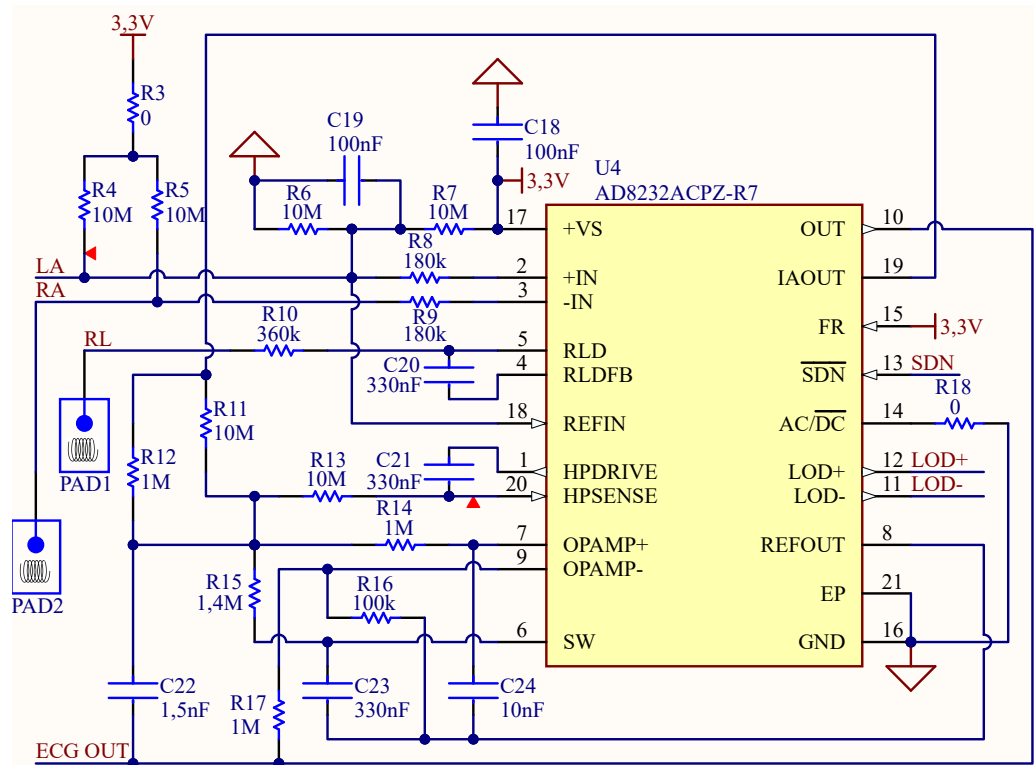 3,3V
R3
0
R4
10M
R5
10M
C19
100nF
C18
100nF
3,3V
R6
10M
R7
10M
R8
180k
R9
180k
LA
RA
RL
R10
360k
C20
330nF
R11
10M
R12
1M
R13
10M
C21
330nF
R14
1M
R15
1,4M
R16
100k
R17
1M
C22
1,5nF
C23
330nF
C24
10nF
PAD1
PAD2
ECG OUT
U4
AD8232ACPZ-R7
17 +VS
2 +IN
3 -IN
5 RLD
4 RLDFB
18 REFIN
1 HPDRIVE
20 HPSENSE
7 OPAMP+
9 OPAMP-
6 SW
OUT 10
IAOUT 19
FR 15
3,3V
SDN 13 SDN
AC/DC 14
R18
0
LOD+ 12 LOD+
LOD- 11 LOD-
REFOUT 8
EP 21
GND 16